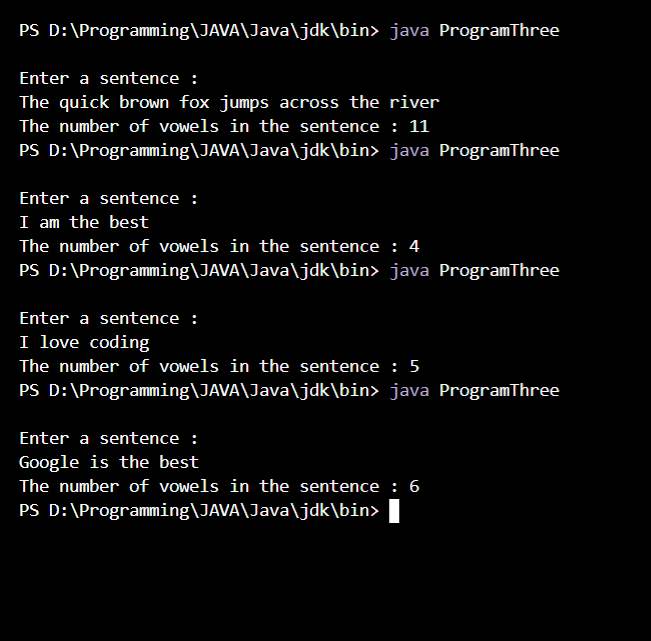 PS D:\Programming\JAVA\Java\jdk\bin> java ProgramThree
Enter a sentence :
The quick brown fox jumps across the river
The number of vowels in the sentence : 11
PS D:\Programming\JAVA\Java\jdk\bin> java ProgramThree
Enter a sentence :
I am the best
The number of vowels in the sentence : 4
PS D:\Programming\JAVA\Java\jdk\bin> java ProgramThree
Enter a sentence :
I love coding
The number of vowels in the sentence : 5
PS D:\Programming\JAVA\Java\jdk\bin> java ProgramThree
Enter a sentence :
Google is the best
The number of vowels in the sentence : 6
PS D:\Programming\JAVA\Java\jdk\bin>